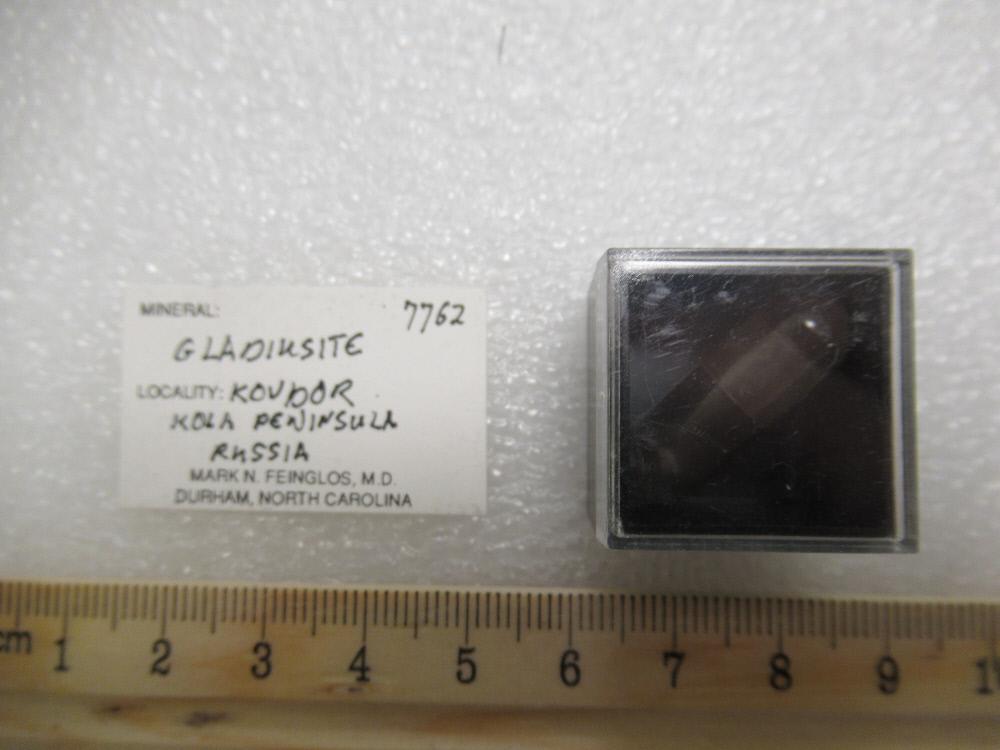 MINERAL: 7762
GLADIUSITE
LOCALITY: KOVDOR
KOLA PENINSULA
RUSSIA
MARK N. FEINGLOS, M.D.
DURHAM, NORTH CAROLINA
cm 1 2 3 4 5 6 7 8 9